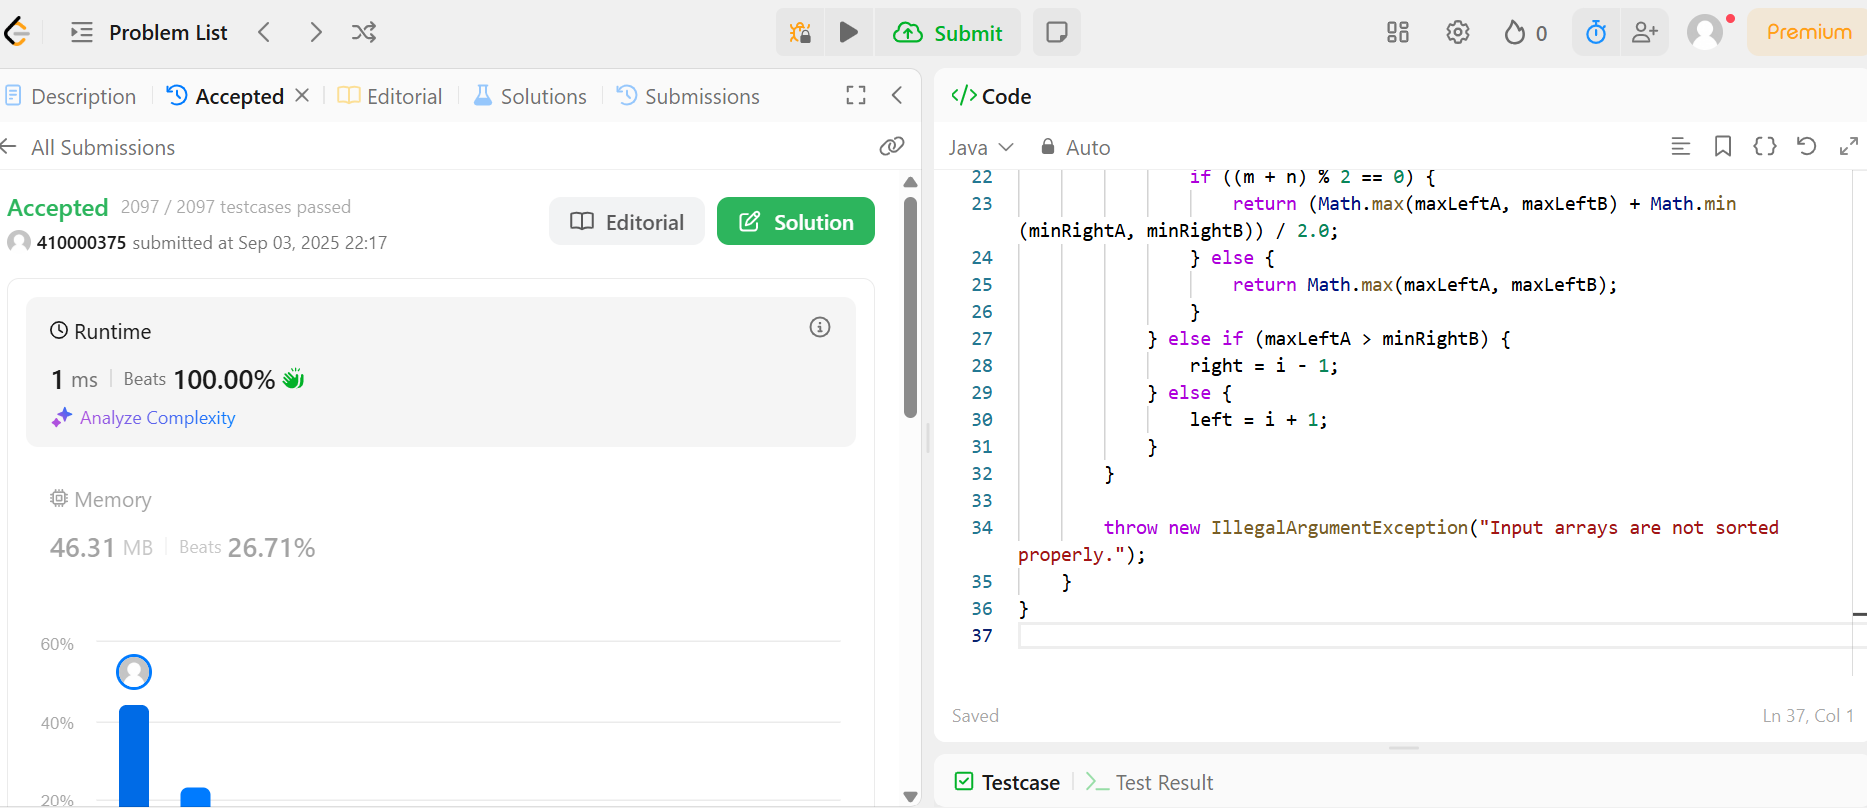 Problem List
Submit
0
Premium
Description
Accepted
Editorial
Solutions
Submissions
All Submissions
Accepted 2097 / 2097 testcases passed
410000375 submitted at Sep 03, 2025 22:17
Editorial
Solution
Runtime
1 ms Beats 100.00%
Analyze Complexity
Memory
46.31 MB Beats 26.71%
60%
40%
20%
</> Code
Java
Auto
22 if ((m + n) % 2 == 0) {
23 return (Math.max(maxLeftA, maxLeftB) + Math.min
(minRightA, minRightB)) / 2.0;
24 } else {
25 return Math.max(maxLeftA, maxLeftB);
26 }
27 } else if (maxLeftA > minRightB) {
28 right = i - 1;
29 } else {
30 left = i + 1;
31 }
32 }
33
34 throw new IllegalArgumentException("Input arrays are not sorted
properly.");
35 }
36 }
37
Saved
Ln 37, Col 1
Testcase
Test Result